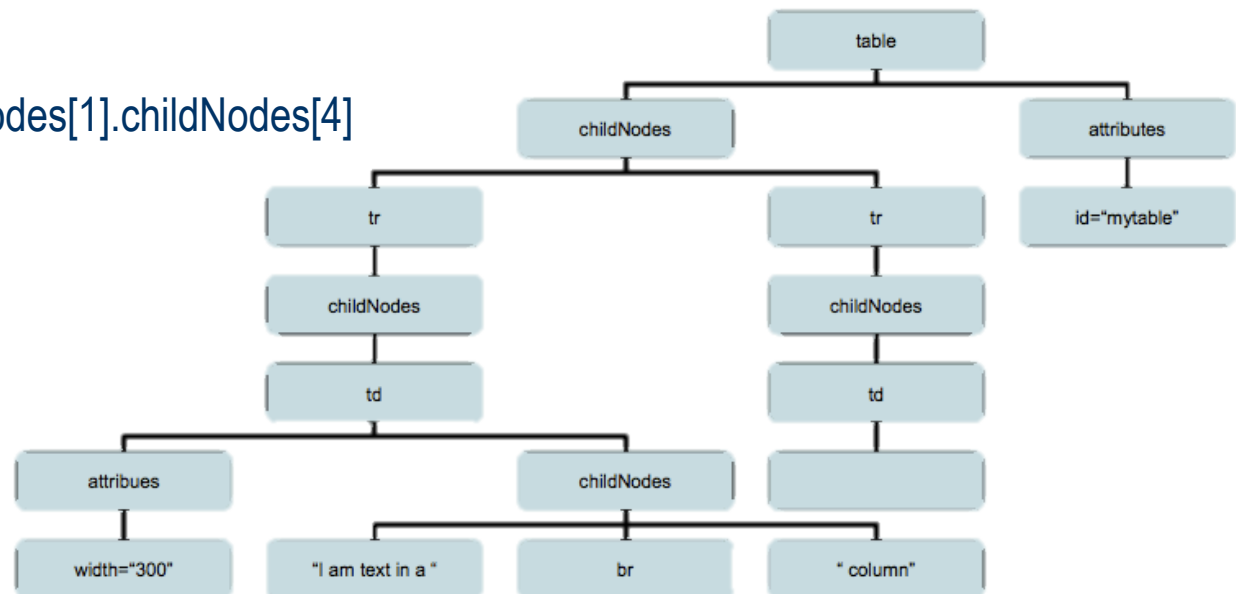 table
odes[1].childNodes[4]
childNodes
attributes
tr
tr
id=“mytable”
childNodes
childNodes
td
td
attribues
childNodes
width=“300”
“I am text in a “
br
“ column”